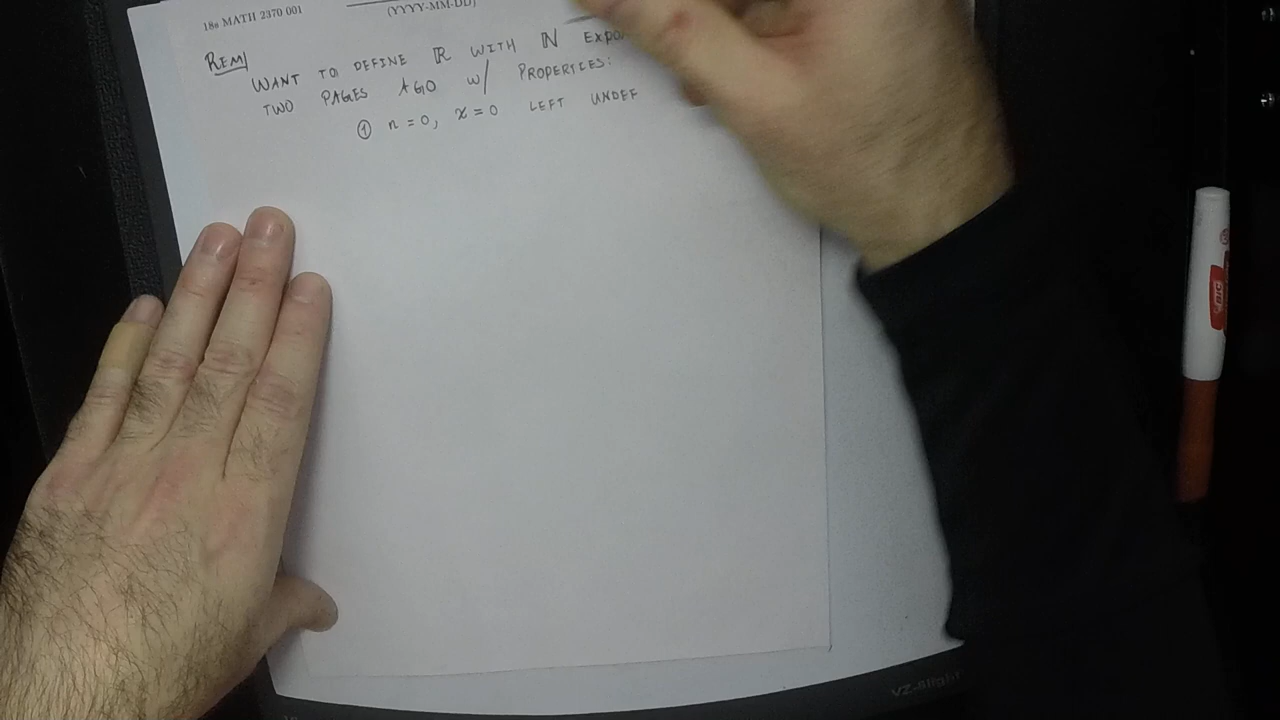 18s MATH 2370 001
(YYYY-MM-DD)
REM
WANT TO DEFINE ℝ WITH ℕ
TWO PAGES AGO w/ PROPERTIES:
① n = 0, x = 0 LEFT UNDEF
BIC